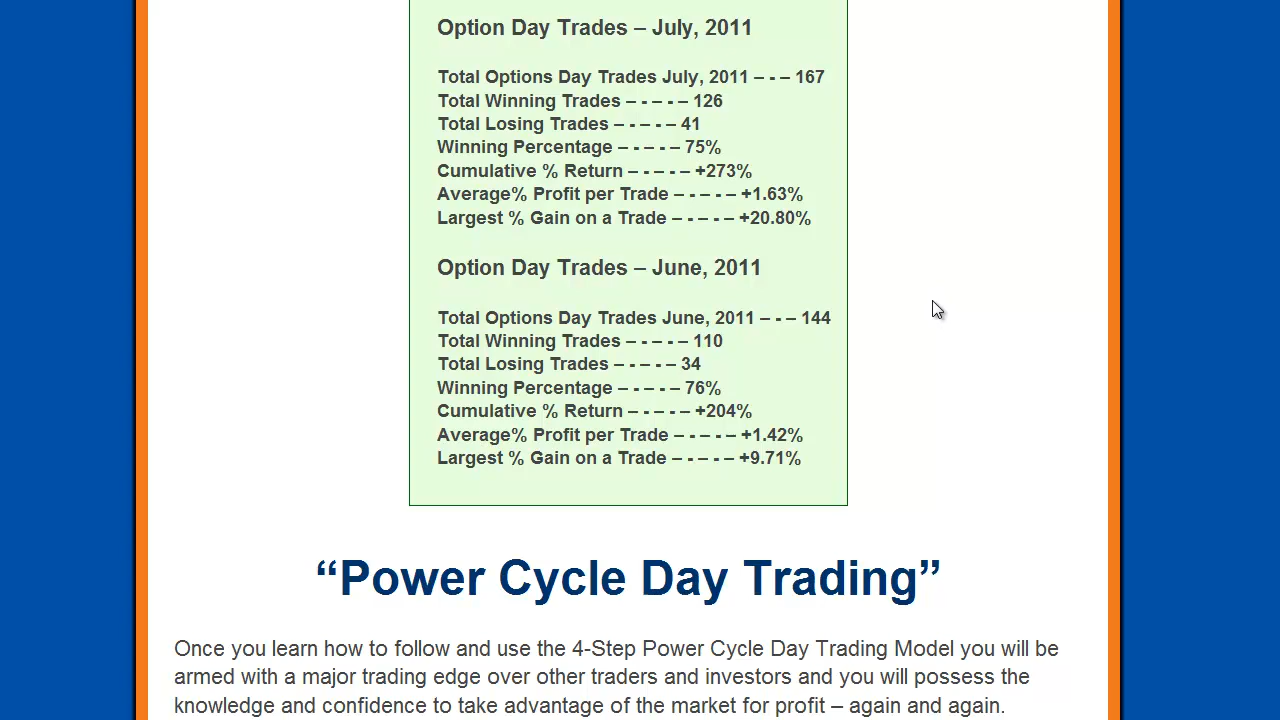 Option Day Trades – July, 2011
Total Options Day Trades July, 2011 – - – 167
Total Winning Trades – - – - – 126
Total Losing Trades – - – - – 41
Winning Percentage – - – - – 75%
Cumulative % Return – - – - – +273%
Average% Profit per Trade – - – - – +1.63%
Largest % Gain on a Trade – - – - – +20.80%
Option Day Trades – June, 2011
Total Options Day Trades June, 2011 – - – 144
Total Winning Trades – - – - – 110
Total Losing Trades – - – - – 34
Winning Percentage – - – - – 76%
Cumulative % Return – - – - – +204%
Average% Profit per Trade – - – - – +1.42%
Largest % Gain on a Trade – - – - – +9.71%
“Power Cycle Day Trading”
Once you learn how to follow and use the 4-Step Power Cycle Day Trading Model you will be
armed with a major trading edge over other traders and investors and you will possess the
knowledge and confidence to take advantage of the market for profit – again and again.